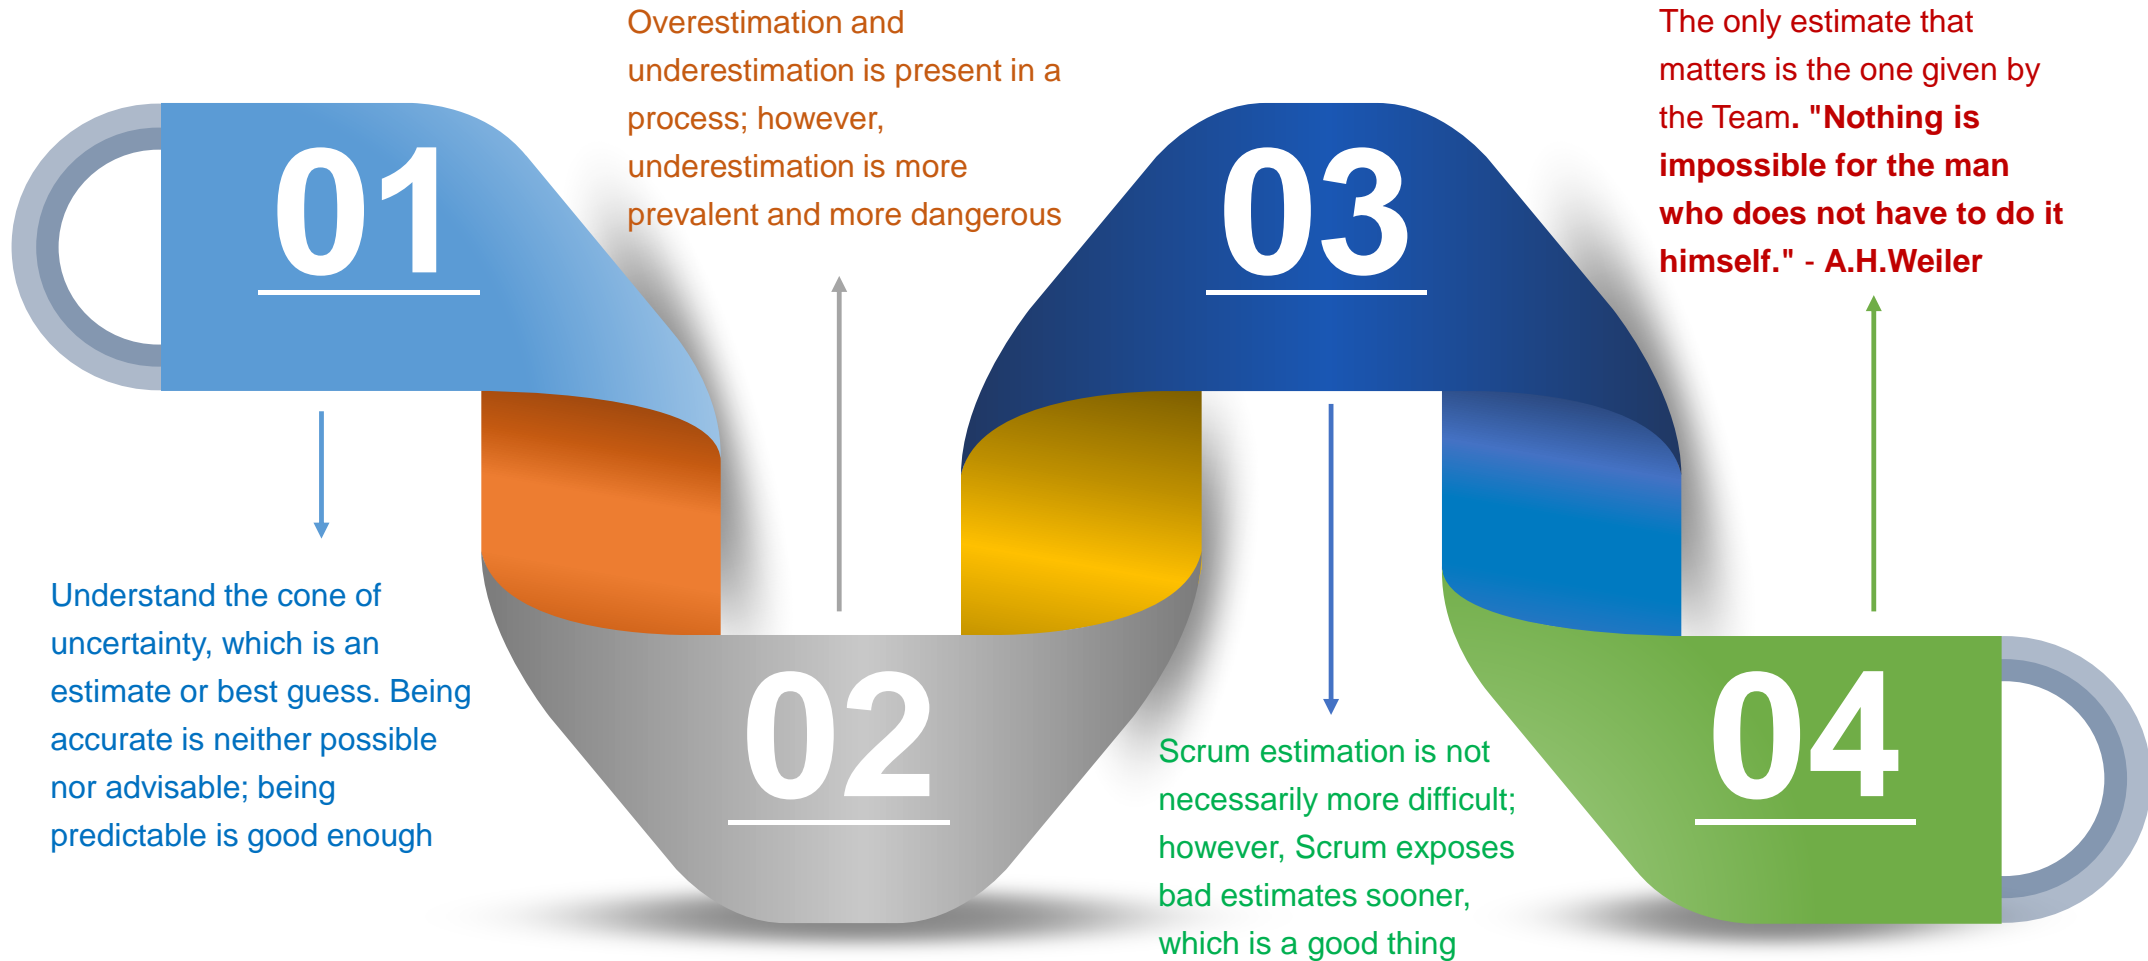 01
Understand the cone of
uncertainty, which is an
estimate or best guess. Being
accurate is neither possible
nor advisable; being
predictable is good enough
Overestimation and
underestimation is present in a
process; however,
underestimation is more
prevalent and more dangerous
02
03
Scrum estimation is not
necessarily more difficult;
however, Scrum exposes
bad estimates sooner,
which is a good thing
The only estimate that
matters is the one given by
the Team. "Nothing is
impossible for the man
who does not have to do it
himself." - A.H.Weiler
04